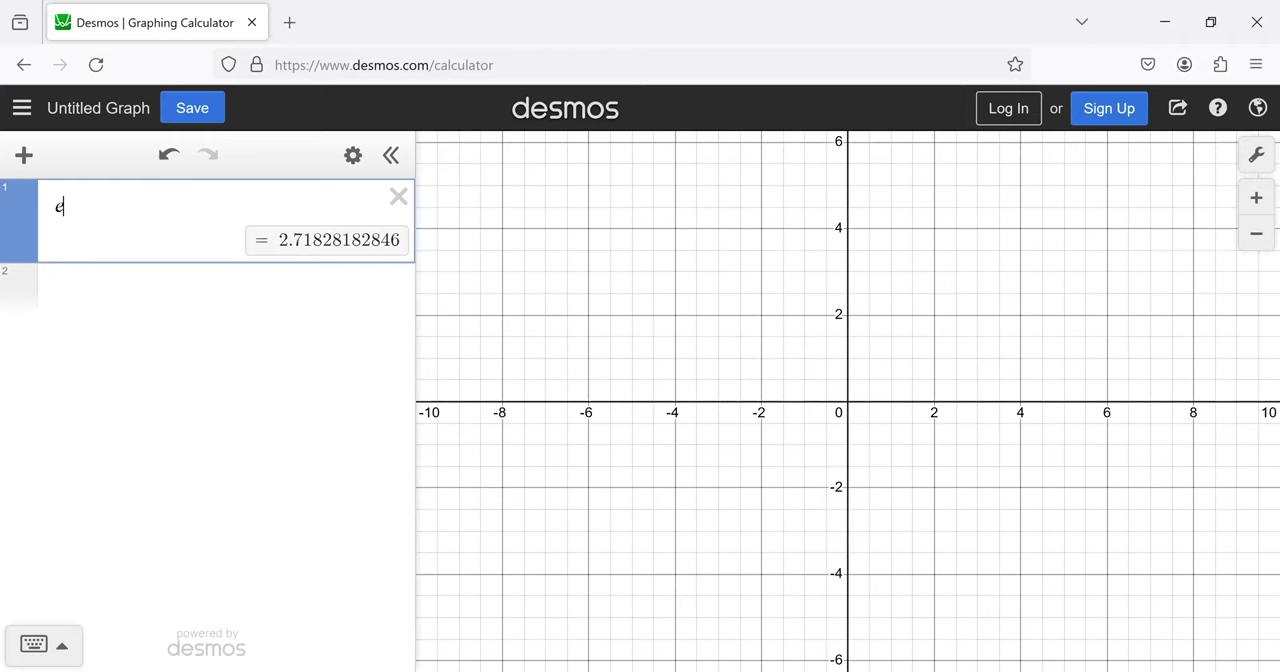 Desmos | Graphing Calculator
https://www.desmos.com/calculator
Untitled Graph Save desmos Log In or Sign Up
1
e
= 2.71828182846
2
powered by
desmos
6
4
2
-10 -8 -6 -4 -2 0 2 4 6 8 10
-2
-4
-6